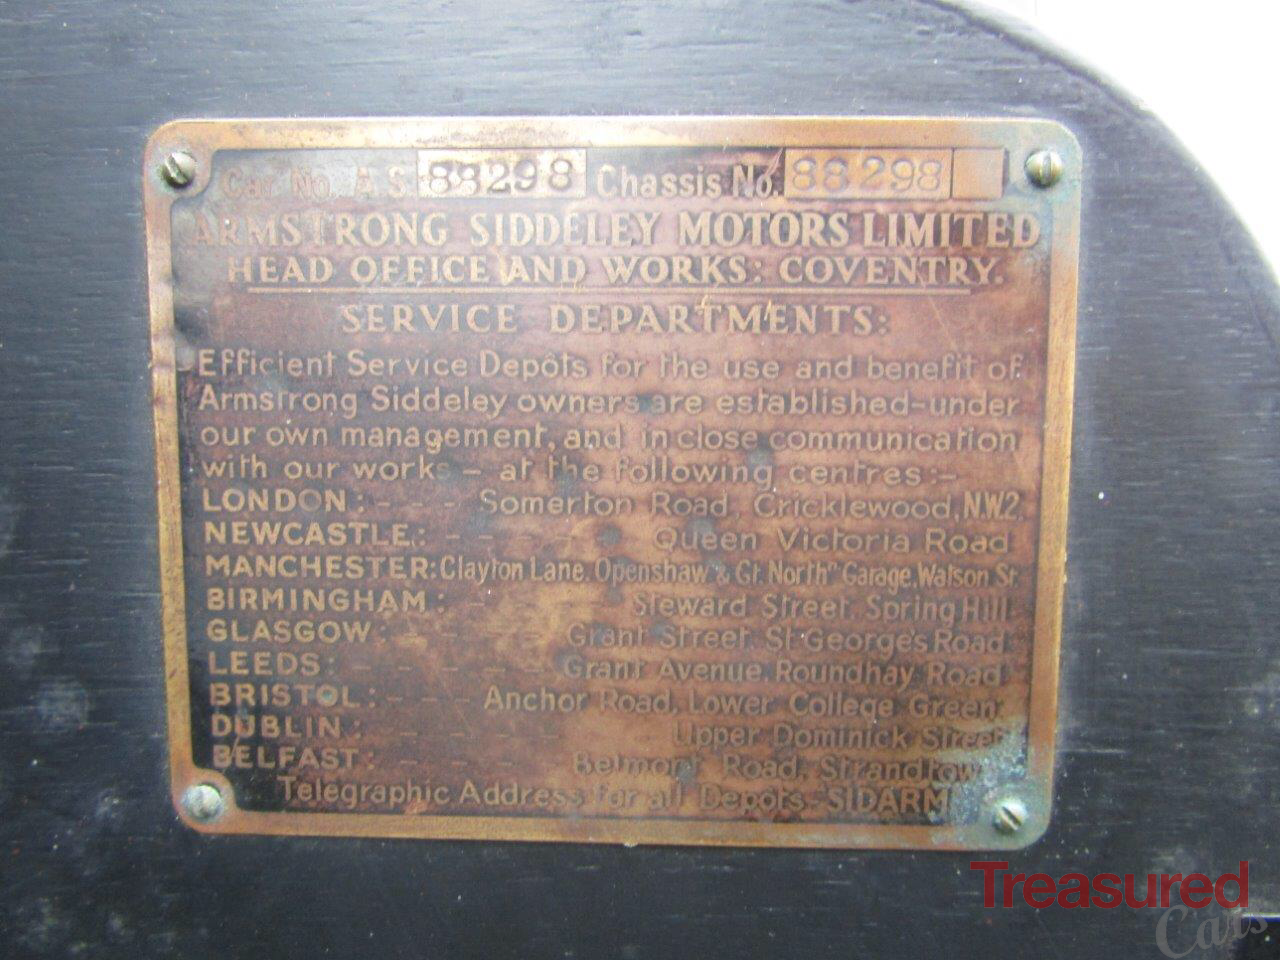 Car No. A.S. 88298 Chassis No. 88298
ARMSTRONG SIDDELEY MOTORS LIMITED
HEAD OFFICE AND WORKS: COVENTRY.
SERVICE DEPARTMENTS:
Efficient Service Depôts for the use and benefit of
Armstrong Siddeley owners are established-under
our own management, and in close communication
with our works - at the following centres:-
LONDON: - - - Somerton Road, Cricklewood, N.W.2.
NEWCASTLE: - - - - - Queen Victoria Road
MANCHESTER: Clayton Lane, Openshaw & Gt. North'n Garage, Watson St.
BIRMINGHAM: - Steward Street, Spring Hill
GLASGOW: - - - - Grant Street, St George's Road
LEEDS: - - - - - Grant Avenue, Roundhay Road
BRISTOL: - - - Anchor Road, Lower College Green
DUBLIN: - - - - - Upper Dominick Street
BELFAST: - - - - Belmont Road, Strandtown
Telegraphic Address for all Depôts. SIDARM
Treasured
Cars